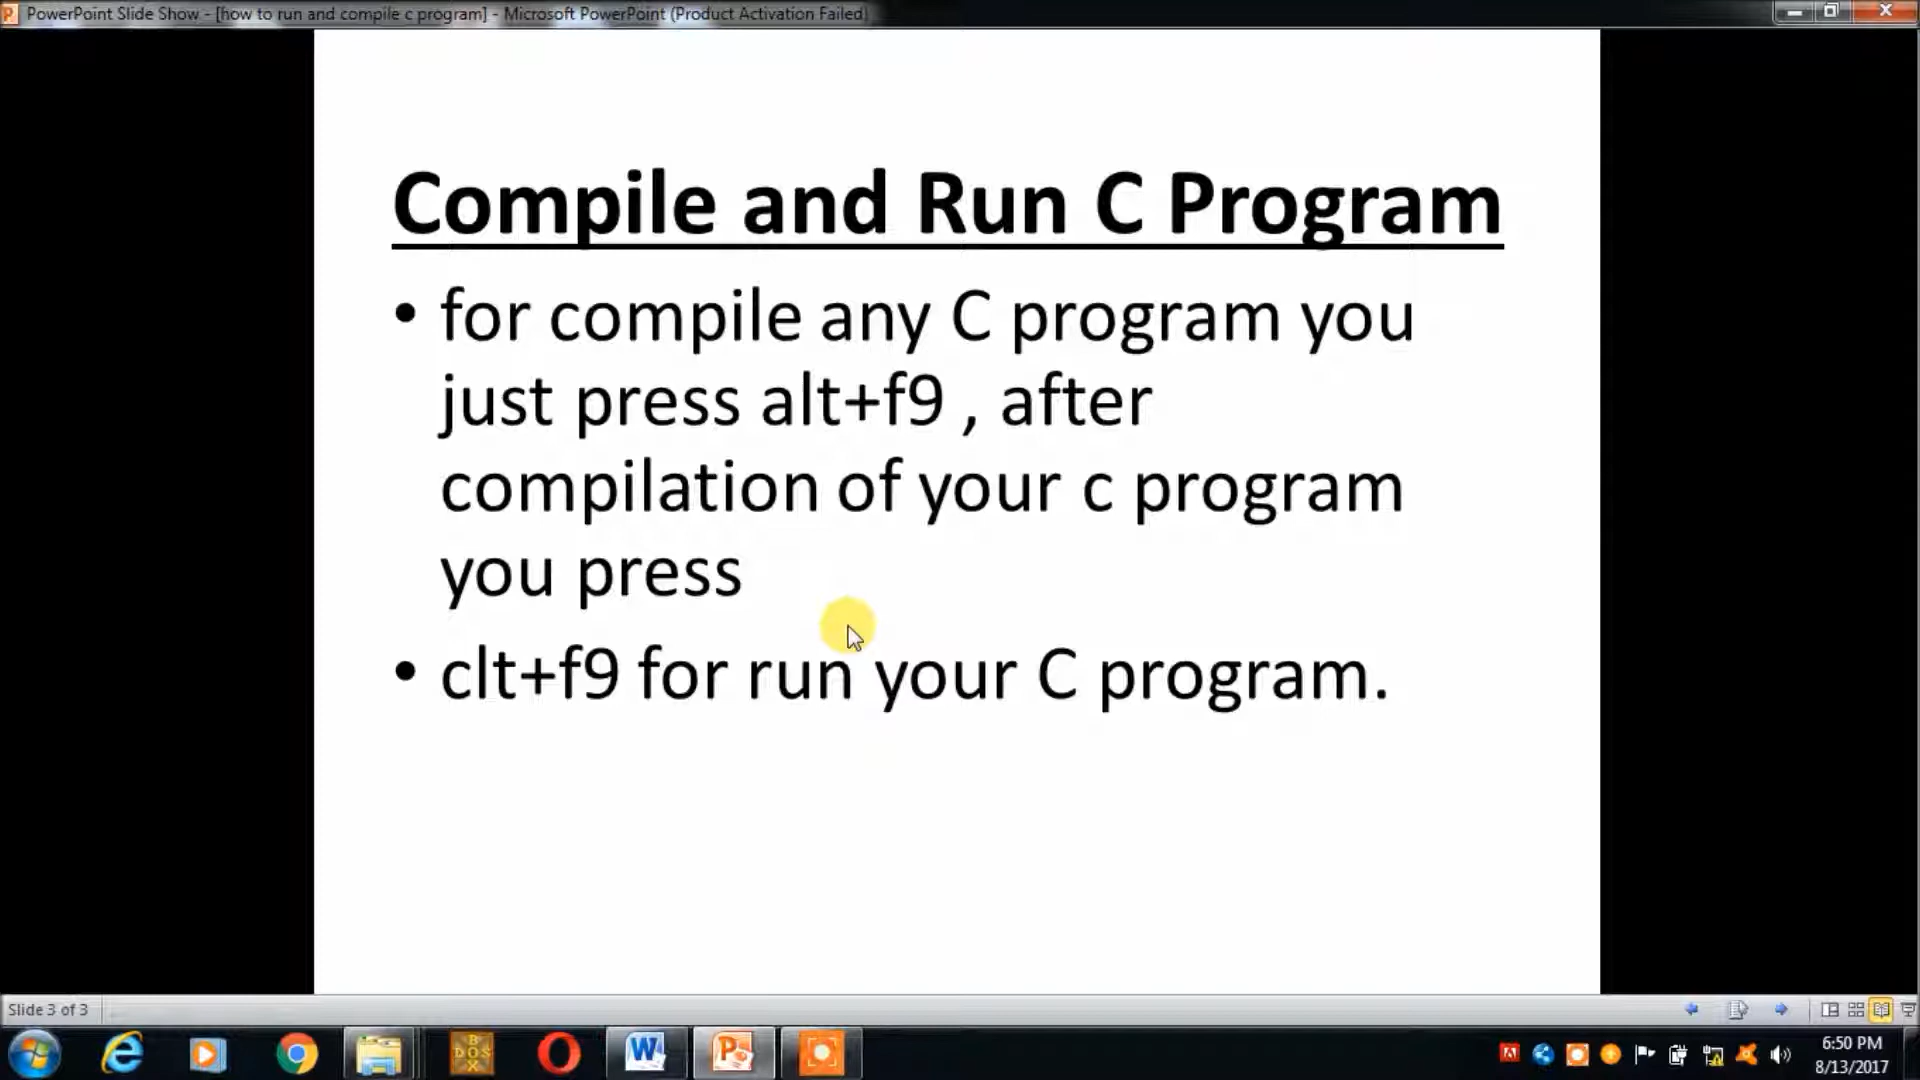 PowerPoint Slide Show - [how to run and compile c program] - Microsoft PowerPoint (Product Activation Failed)
Compile and Run C Program
• for compile any C program you
just press alt+f9 , after
compilation of your c program
you press
• clt+f9 for run your C program.
Slide 3 of 3
DOS
BOX
6:50 PM
8/13/2017